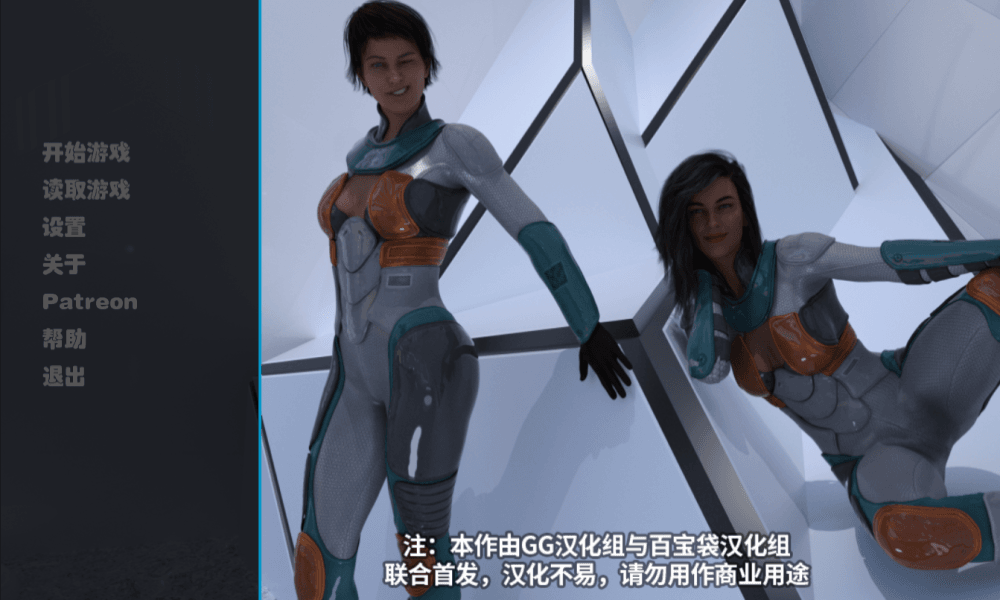 开始游戏
读取游戏
设置
关于
Patreon
帮助
退出
注：本作由GG汉化组与百宝袋汉化组
联合首发，汉化不易，请勿用作商业用途